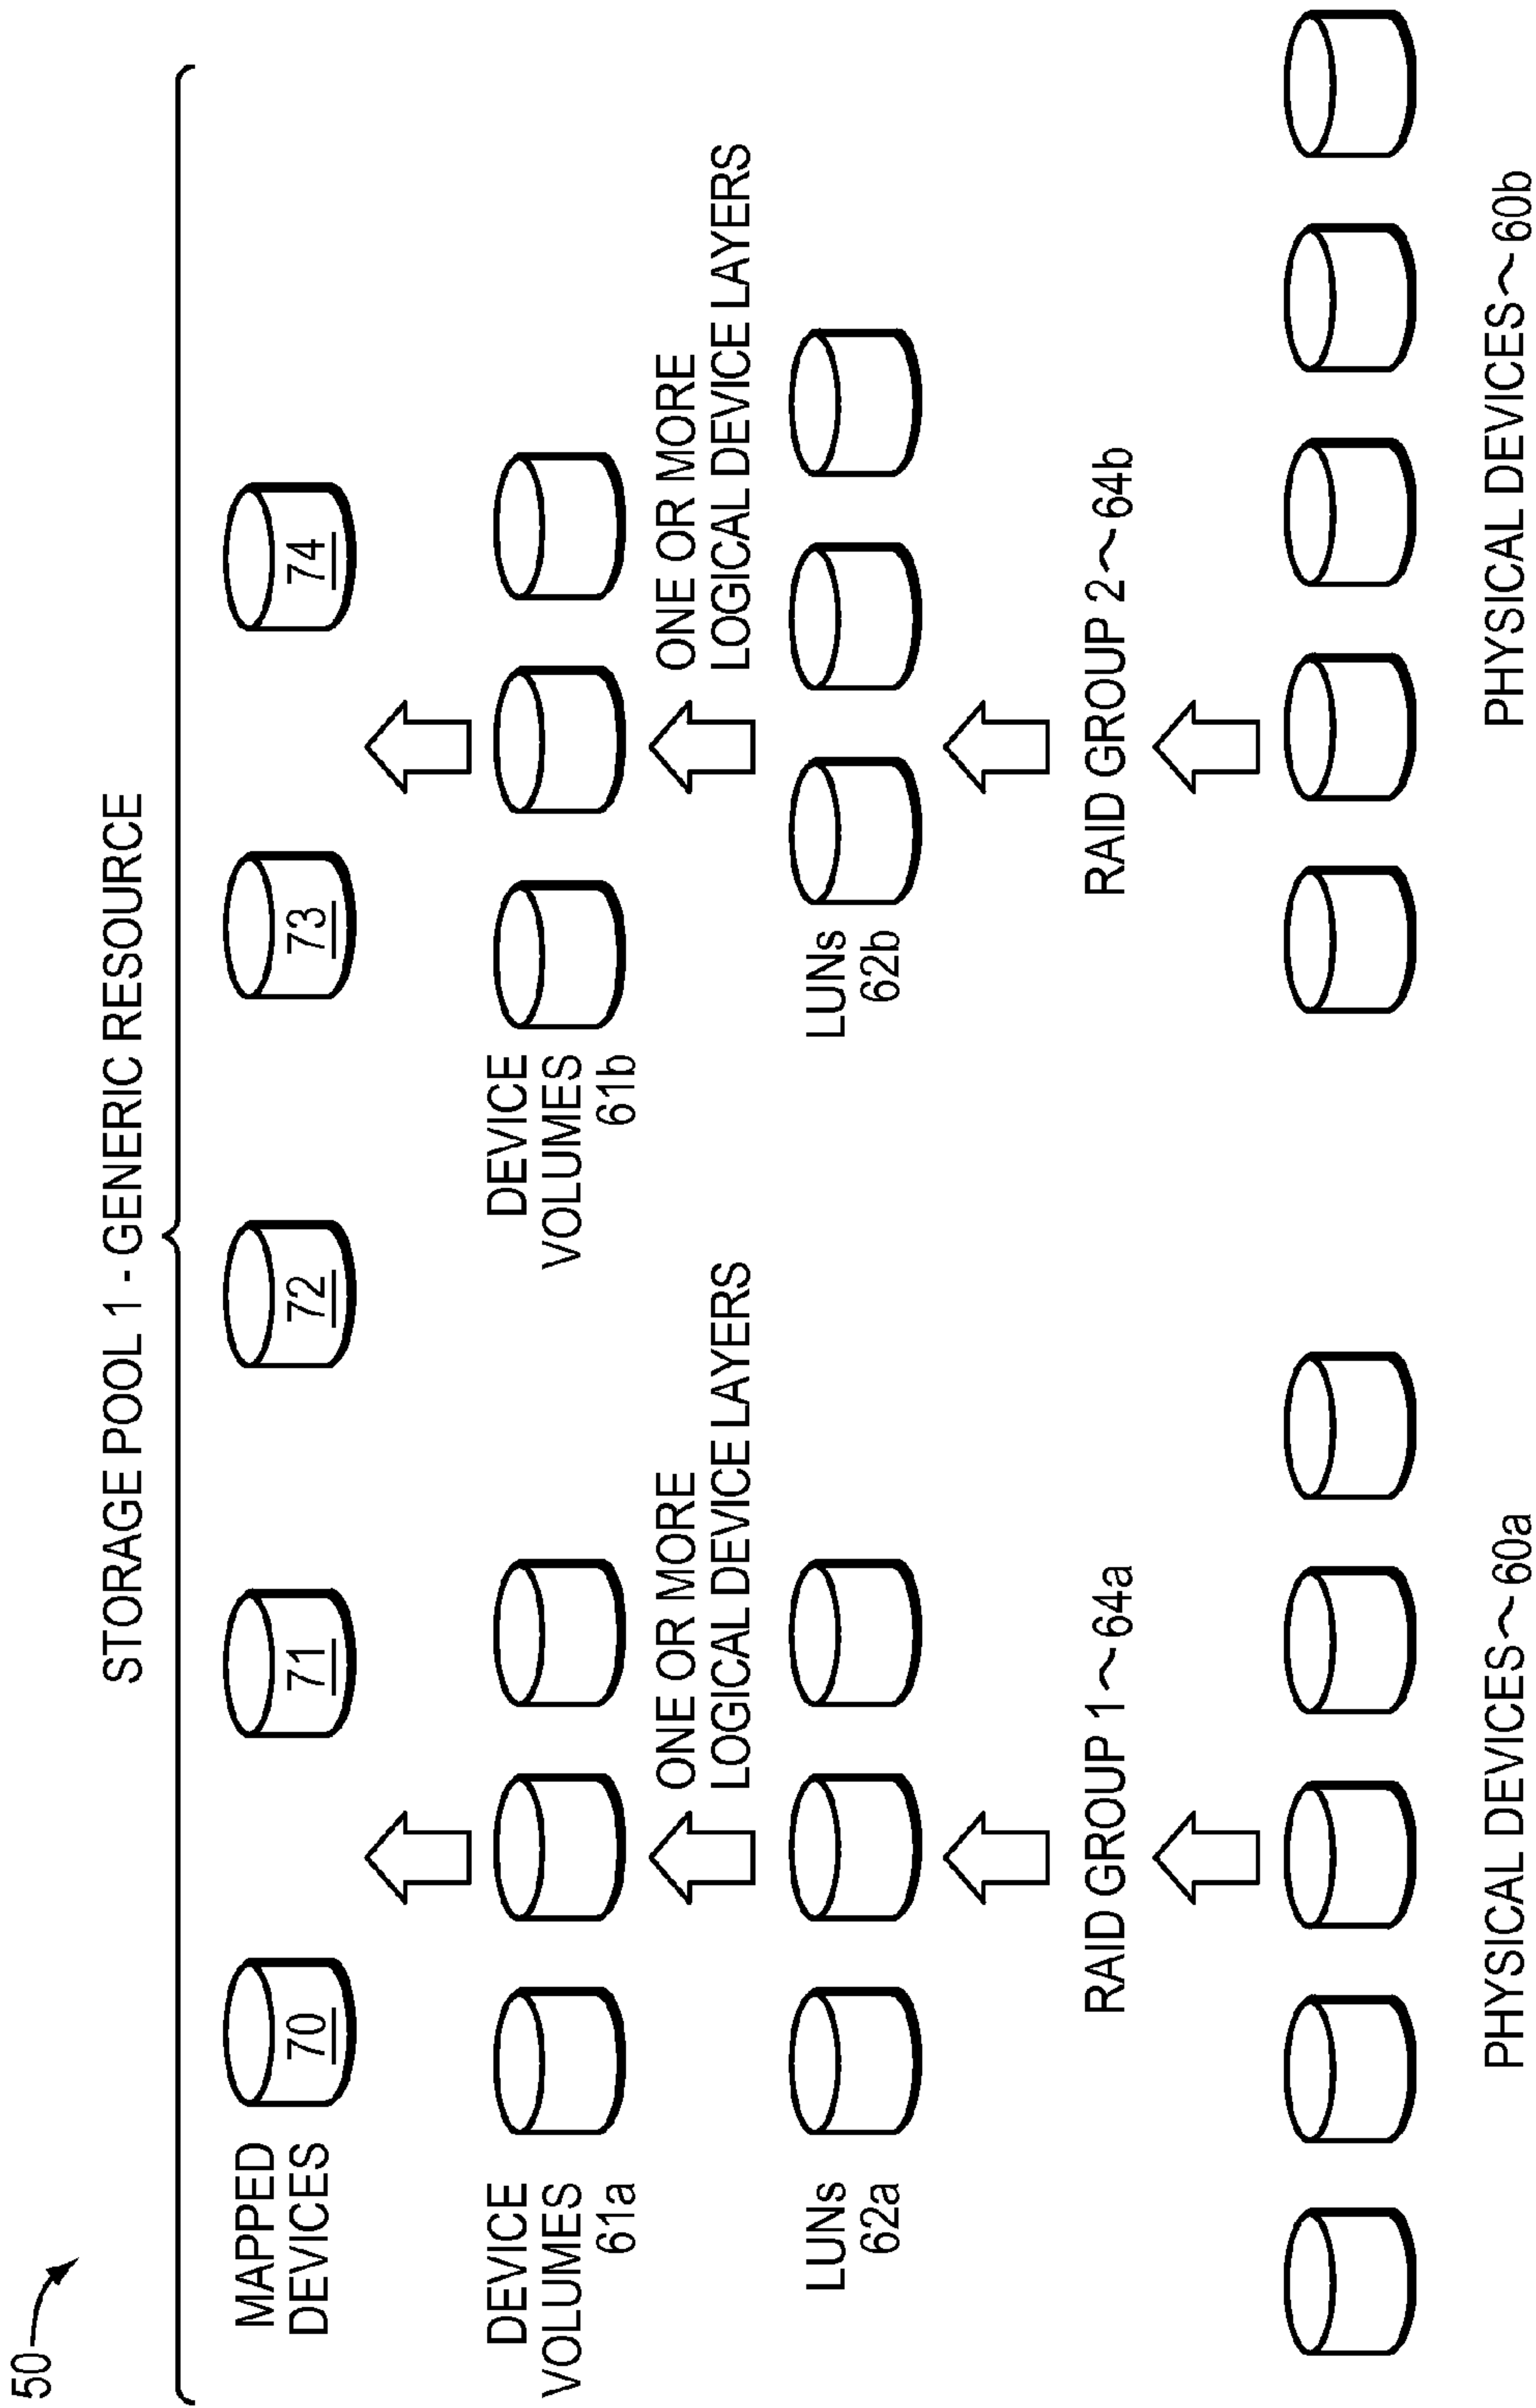 50
STORAGE POOL 1 - GENERIC RESOURCE
MAPPED
DEVICES
70
71
72
73
74
DEVICE
VOLUMES
61a
DEVICE
VOLUMES
61b
ONE OR MORE
LOGICAL DEVICE LAYERS
ONE OR MORE
LOGICAL DEVICE LAYERS
LUNs
62a
LUNs
62b
RAID GROUP 1~64a
RAID GROUP 2~64b
PHYSICAL DEVICES~60a
PHYSICAL DEVICES~60b